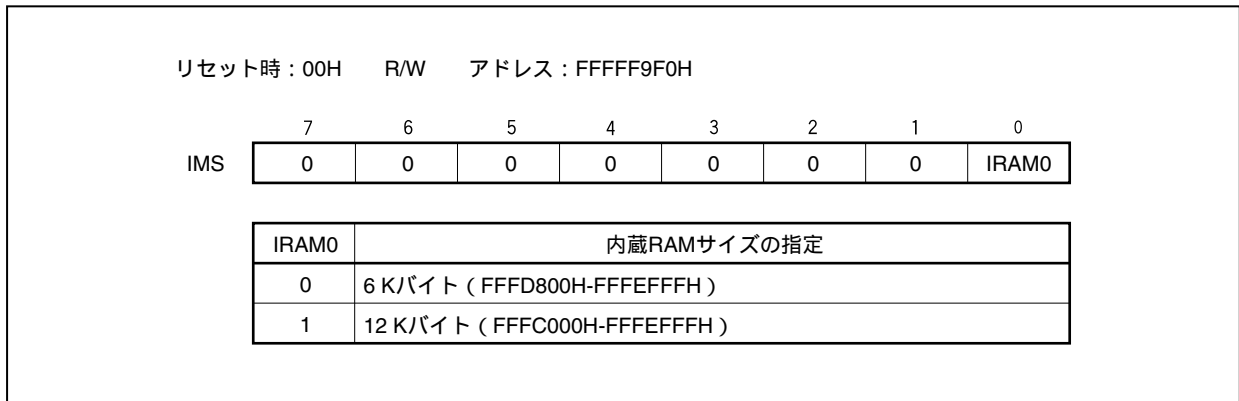 リセット時：00H R/W アドレス：FFFFF9F0H
7 6 5 4 3 2 1 0
IMS 0 0 0 0 0 0 0 IRAM0
IRAM0 内蔵RAMサイズの指定
0 6 Kバイト（FFFD800H-FFFEFFFH）
1 12 Kバイト（FFFC000H-FFFEFFFH）